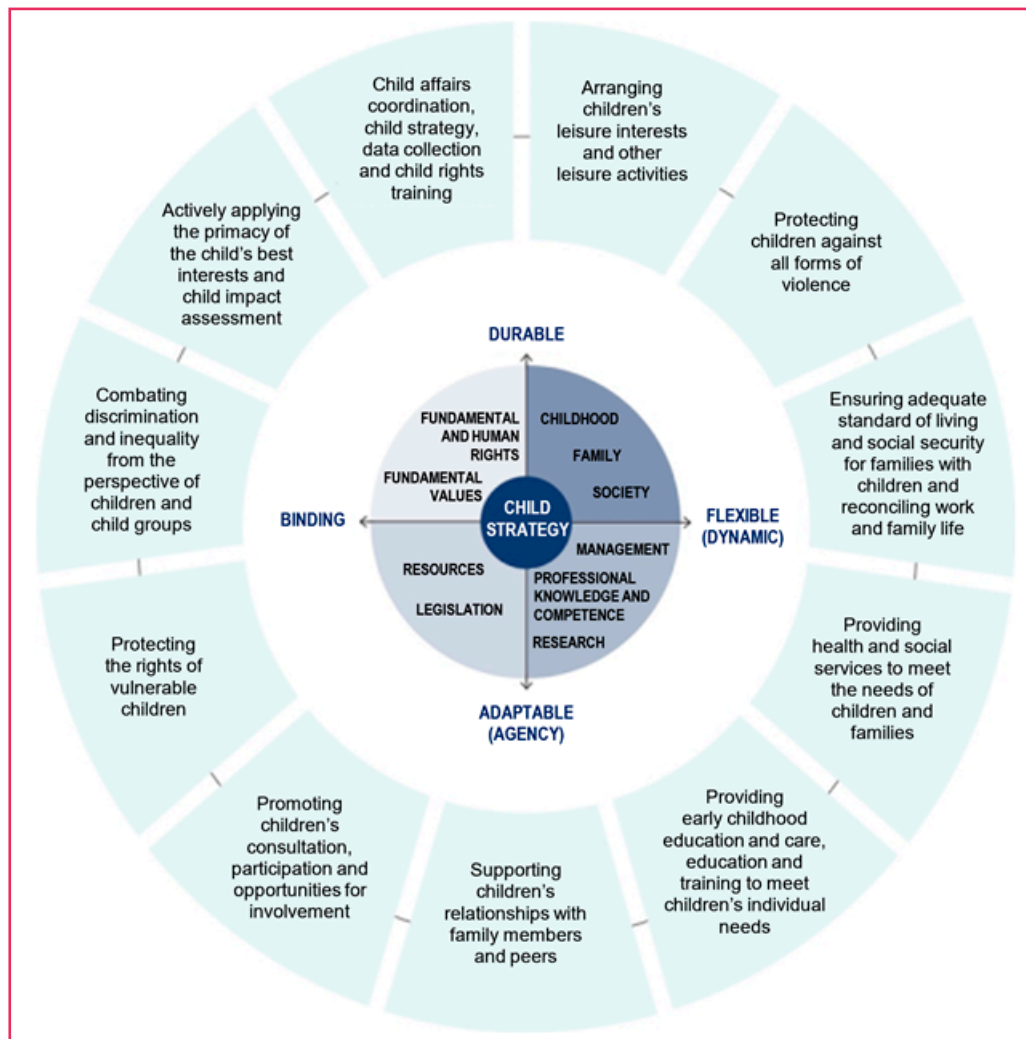 Child affairs
coordination,
child strategy,
data collection
and child rights
training
Arranging
children's
leisure interests
and other
leisure activities
Protecting
children against
all forms of
violence
Ensuring adequate
standard of living
and social security
for families with
children and
reconciling work
and family life
Providing
health and social
services to meet
the needs of
children and
families
Providing
early childhood
education and care,
education and
training to meet
children's individual
needs
Supporting
children's
relationships with
family members
and peers
Promoting
children's
consultation,
participation and
opportunities for
involvement
Protecting
the rights of
vulnerable
children
Combating
discrimination
and inequality
from the
perspective of
children and
child groups
Actively applying
the primacy of
the child's best
interests and
child impact
assessment
DURABLE
FUNDAMENTAL
AND HUMAN
RIGHTS
FUNDAMENTAL
VALUES
CHILDHOOD
FAMILY
SOCIETY
BINDING
CHILD
STRATEGY
FLEXIBLE
(DYNAMIC)
RESOURCES
LEGISLATION
MANAGEMENT
PROFESSIONAL
KNOWLEDGE AND
COMPETENCE
RESEARCH
ADAPTABLE
(AGENCY)